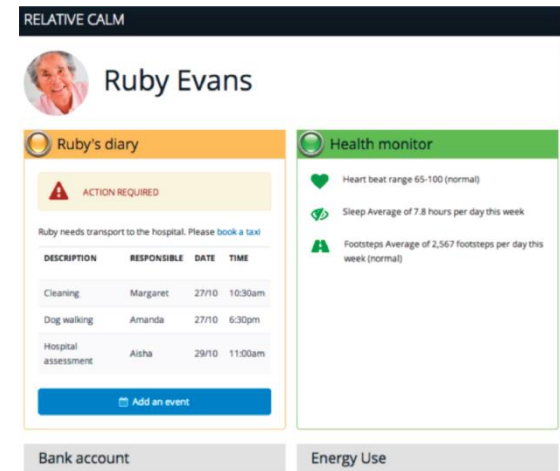 RELATIVE CALM
Ruby Evans
Ruby's diary
ACTION REQUIRED
Ruby needs transport to the hospital. Please book a taxi
DESCRIPTION RESPONSIBLE DATE TIME
Cleaning Margaret 27/10 10:30am
Dog walking Amanda 27/10 6:30pm
Hospital
assessment Aisha 29/10 11:00am
Add an event
Health monitor
Heart beat range 65-100 (normal)
Sleep Average of 7.8 hours per day this week
Footsteps Average of 2,567 footsteps per day this
week (normal)
Bank account
Energy Use